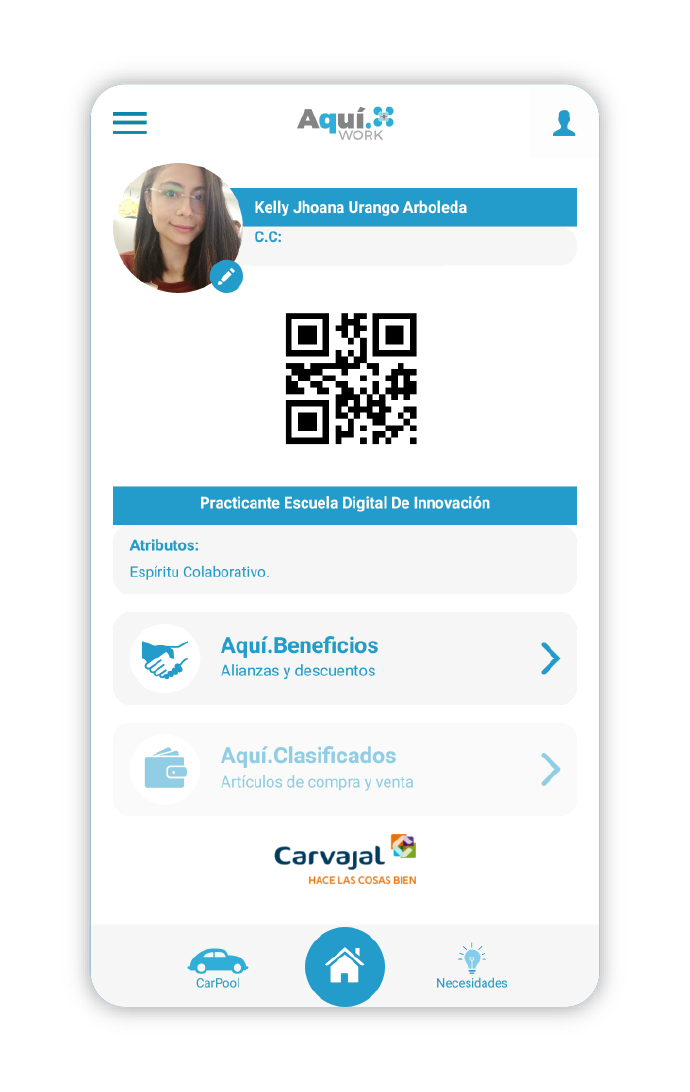 Aquí.
WORK
Kelly Jhoana Urango Arboleda
C.C:
Practicante Escuela Digital De Innovación
Atributos:
Espíritu Colaborativo.
Aquí.Beneficios
Alianzas y descuentos
Aquí.Clasificados
Artículos de compra y venta
Carvajal
HACE LAS COSAS BIEN
CarPool
Necesidades